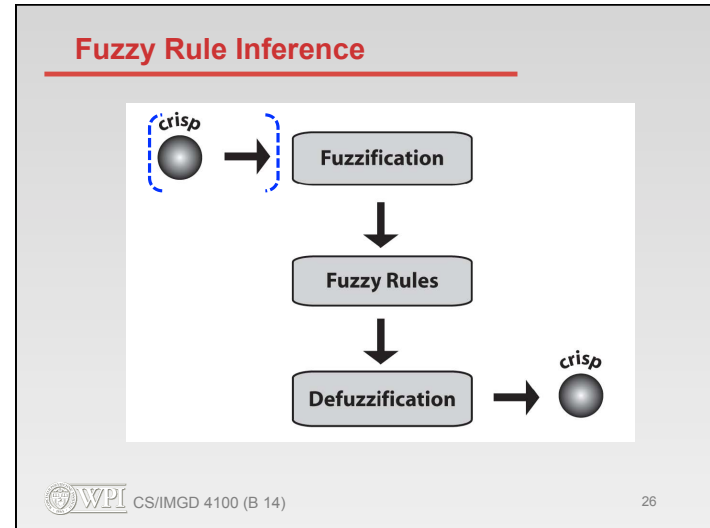 Fuzzy Rule Inference
crisp
Fuzzification
Fuzzy Rules
crisp
Defuzzification
WPI CS/IMGD 4100 (B 14) 26